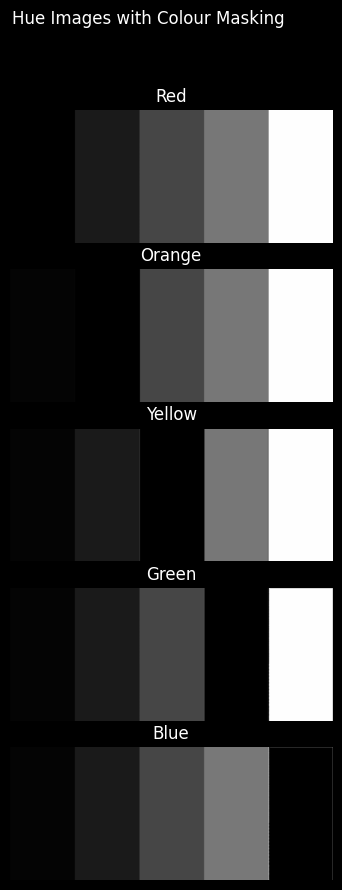 Hue Images with Colour Masking
Red
Orange
Yellow
Green
Blue